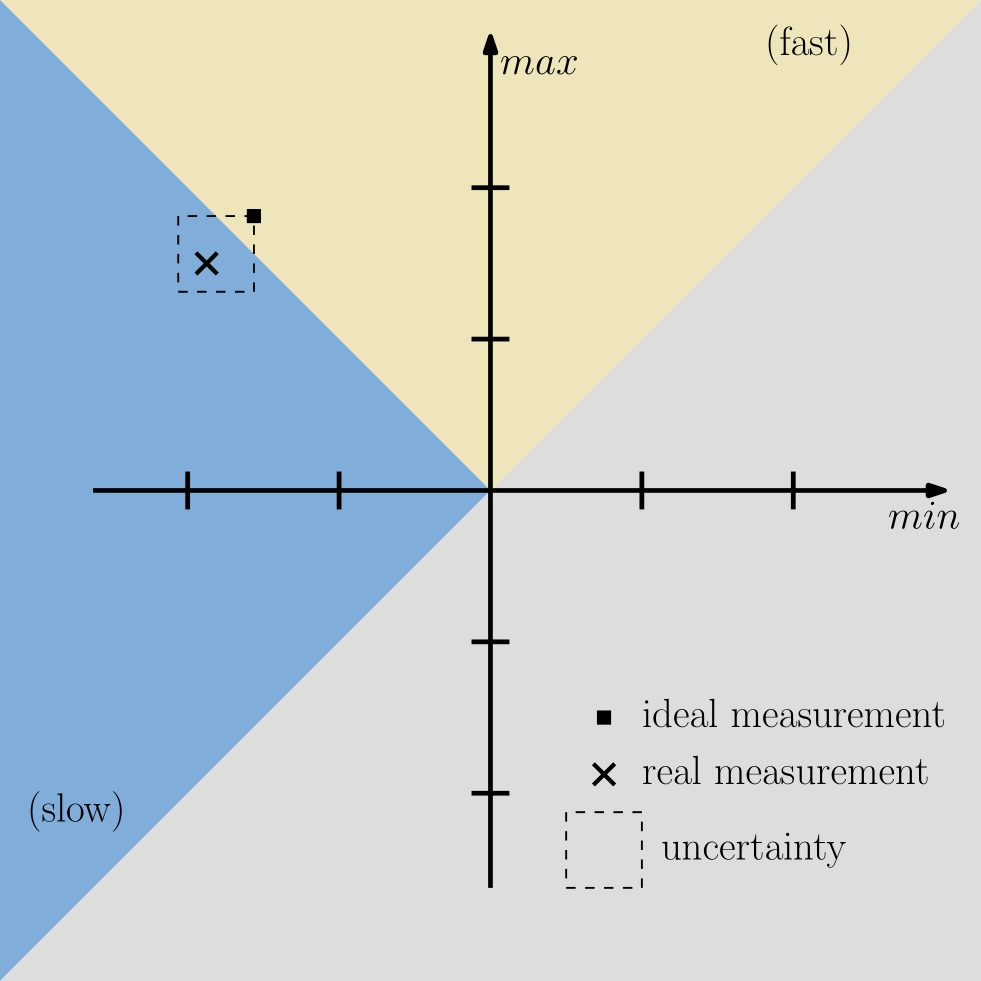 (fast)
max
min
ideal measurement
real measurement
(slow)
uncertainty